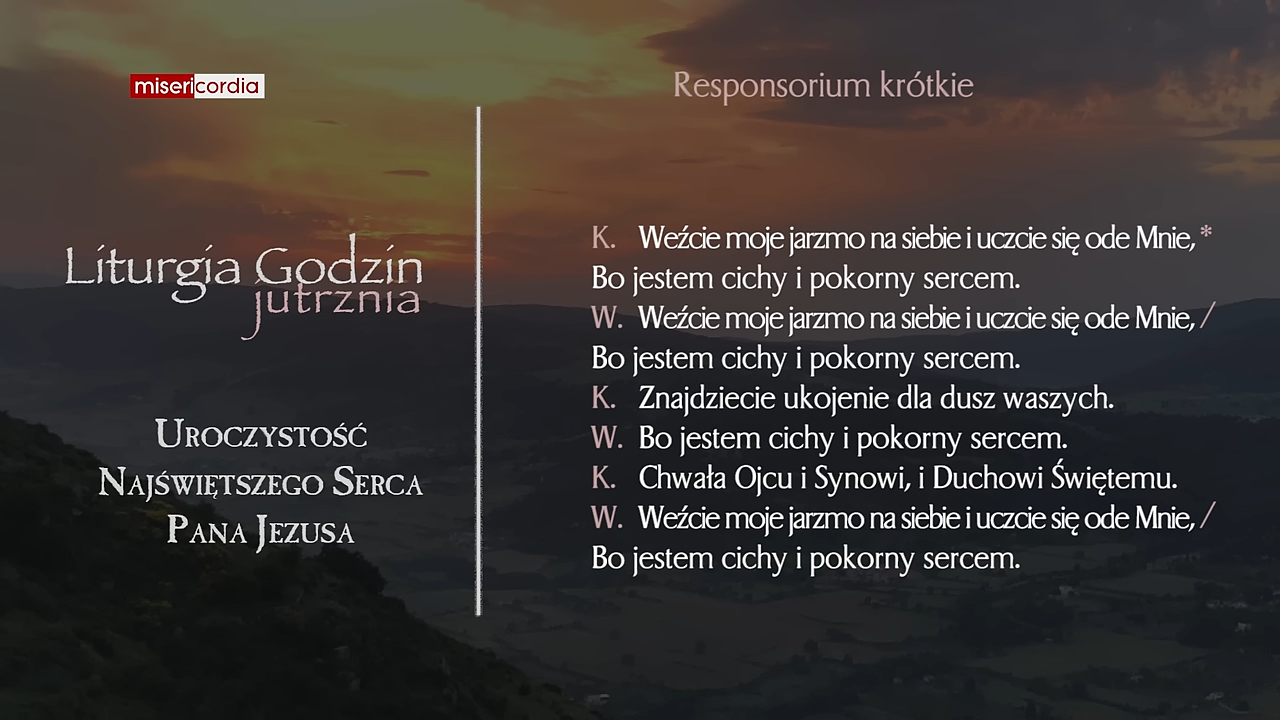 misericordia
Liturgia Godzin
jutrznia
Uroczystość
Najświętszego Serca
Pana Jezusa
Responsorium krótkie
K. Weźcie moje jarzmo na siebie i uczcie się ode Mnie, *
Bo jestem cichy i pokorny sercem.
W. Weźcie moje jarzmo na siebie i uczcie się ode Mnie, /
Bo jestem cichy i pokorny sercem.
K. Znajdziecie ukojenie dla dusz waszych.
W. Bo jestem cichy i pokorny sercem.
K. Chwała Ojcu i Synowi, i Duchowi Świętemu.
W. Weźcie moje jarzmo na siebie i uczcie się ode Mnie, /
Bo jestem cichy i pokorny sercem.